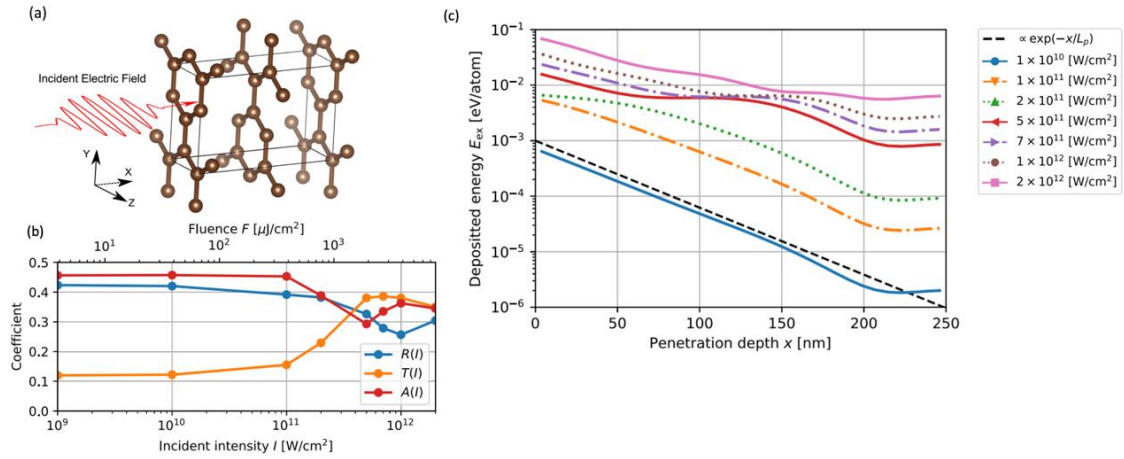 (a)
Incident Electric Field
Y
X
Z
(b)
Fluence F [μJ/cm²]
10¹ 10² 10³
0.5
0.4
0.3
0.2
0.1
0.0
Coefficient
R(I)
T(I)
A(I)
10⁹ 10¹⁰ 10¹¹ 10¹²
Incident intensity I [W/cm²]
(c)
10⁻¹
10⁻²
10⁻³
10⁻⁴
10⁻⁵
10⁻⁶
Depositted energy Eₑₓ [eV/atom]
0 50 100 150 200 250
Penetration depth x [nm]
∝ exp(−x/Lₚ)
1 × 10¹⁰ [W/cm²]
1 × 10¹¹ [W/cm²]
2 × 10¹¹ [W/cm²]
5 × 10¹¹ [W/cm²]
7 × 10¹¹ [W/cm²]
1 × 10¹² [W/cm²]
2 × 10¹² [W/cm²]